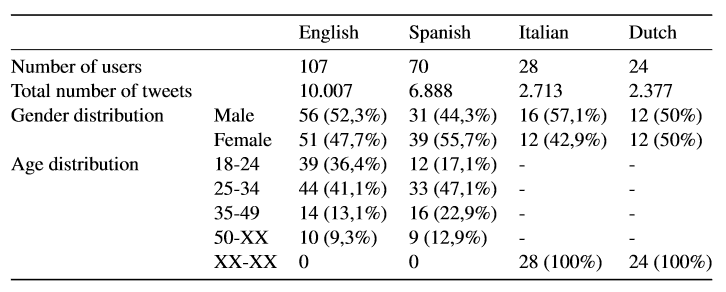 English Spanish Italian Dutch
Number of users 107 70 28 24
Total number of tweets 10.007 6.888 2.713 2.377
Gender distribution Male 56 (52,3%) 31 (44,3%) 16 (57,1%) 12 (50%)
Female 51 (47,7%) 39 (55,7%) 12 (42,9%) 12 (50%)
Age distribution 18-24 39 (36,4%) 12 (17,1%) - -
25-34 44 (41,1%) 33 (47,1%) - -
35-49 14 (13,1%) 16 (22,9%) - -
50-XX 10 (9,3%) 9 (12,9%) - -
XX-XX 0 0 28 (100%) 24 (100%)